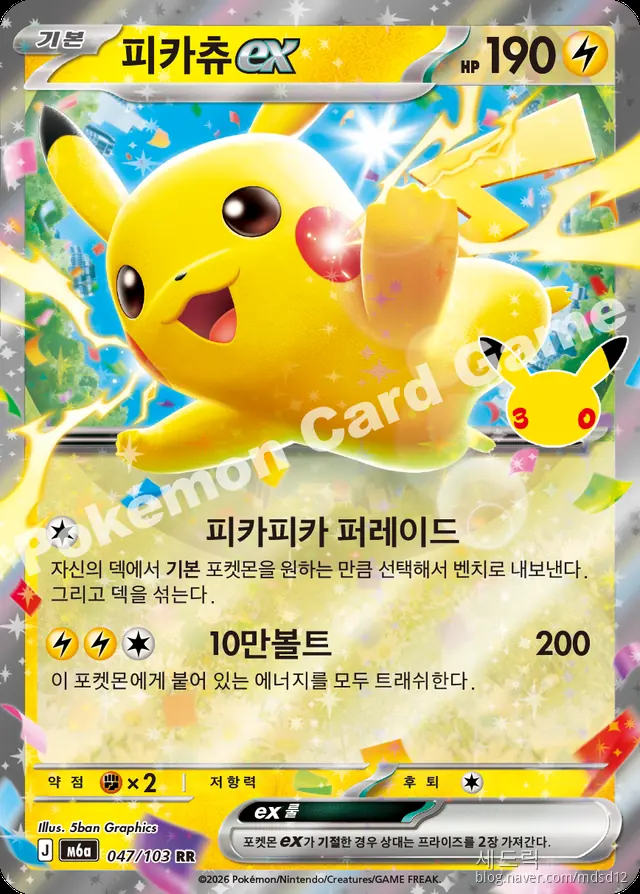 기본
피카츄ex
HP 190
30
Pokémon Card Game
피카피카 퍼레이드
자신의 덱에서 기본 포켓몬을 원하는 만큼 선택해서 벤치로 내보낸다.
그리고 덱을 섞는다.
10만볼트 200
이 포켓몬에게 붙어 있는 에너지를 모두 트래쉬한다.
약점 ×2 저항력 후퇴
ex 룰
포켓몬 ex가 기절한 경우 상대는 프라이즈를 2장 가져간다.
Illus. 5ban Graphics
J M6a 047/103 RR
©2026 Pokémon/Nintendo/Creatures/GAME FREAK.
세드릭
blog.naver.com/mdsd12